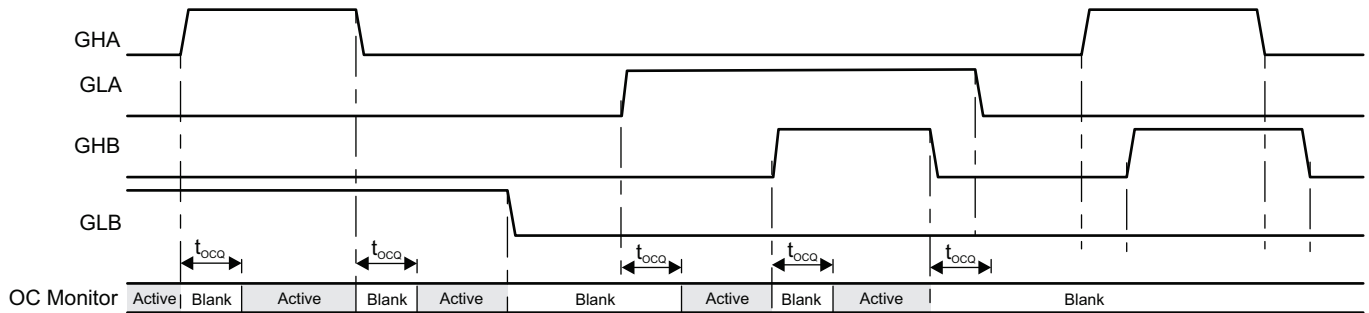 GHA
GLA
GHB
GLB
tOCQ tOCQ tOCQ tOCQ tOCQ
OC Monitor Active Blank Active Blank Active Blank Active Blank Active Blank